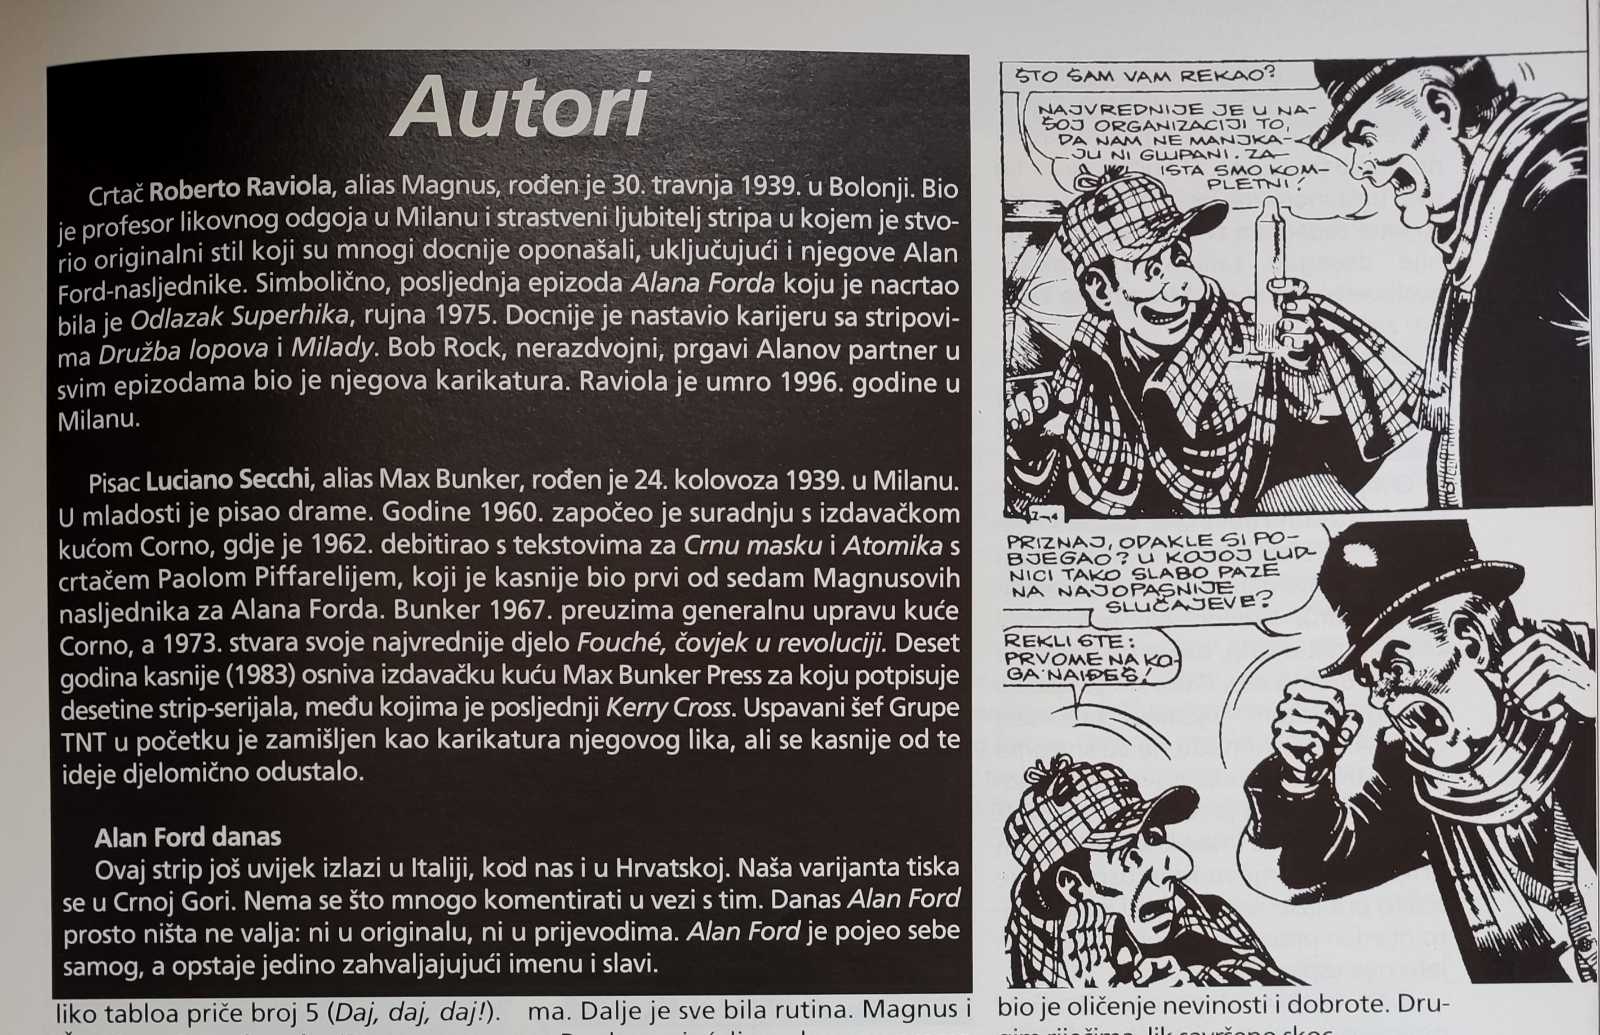 Autori
Crtač Roberto Raviola, alias Magnus, rođen je 30. travnja 1939. u Bolonji. Bio
je profesor likovnog odgoja u Milanu i strastveni ljubitelj stripa u kojem je stvo-
rio originalni stil koji su mnogi docnije oponašali, uključujući i njegove Alan
Ford-nasljednike. Simbolično, posljednja epizoda Alana Forda koju je nacrtao
bila je Odlazak Superhika, rujna 1975. Docnije je nastavio karijeru sa stripovi-
ma Družba lopova i Milady. Bob Rock, nerazdvojni, prgavi Alanov partner u
svim epizodama bio je njegova karikatura. Raviola je umro 1996. godine u
Milanu.
Pisac Luciano Secchi, alias Max Bunker, rođen je 24. kolovoza 1939. u Milanu.
U mladosti je pisao drame. Godine 1960. započeo je suradnju s izdavačkom
kućom Corno, gdje je 1962. debitirao s tekstovima za Crnu masku i Atomika s
crtačem Paolom Piffarelijem, koji je kasnije bio prvi od sedam Magnusovih
nasljednika za Alana Forda. Bunker 1967. preuzima generalnu upravu kuće
Corno, a 1973. stvara svoje najvrednije djelo Fouché, čovjek u revoluciji. Deset
godina kasnije (1983) osniva izdavačku kuću Max Bunker Press za koju potpisuje
desetine strip-serijala, među kojima je posljednji Kerry Cross. Uspavani šef Grupe
TNT u početku je zamišljen kao karikatura njegovog lika, ali se kasnije od te
ideje djelomično odustalo.
Alan Ford danas
Ovaj strip još uvijek izlazi u Italiji, kod nas i u Hrvatskoj. Naša varijanta tiska
se u Crnoj Gori. Nema se što mnogo komentirati u vezi s tim. Danas Alan Ford
prosto ništa ne valja: ni u originalu, ni u prijevodima. Alan Ford je pojeo sebe
samog, a opstaje jedino zahvaljajujući imenu i slavi.
liko tabloa priče broj 5 (Daj, daj, daj!).
ma. Dalje je sve bila rutina. Magnus i
ŠTO SAM VAM REKAO?
NAJVREDNIJE JE U NA-
ŠOJ ORGANIZACIJI TO,
DA NAM NE MANJKA-
JU NI GLUPANI. ZA-
ISTA SMO KOM-
PLETNI!
PRIZNAJ, ODAKLE SI PO-
BJEGAO? U KOJOJ LUD-
NICI TAKO SLABO PAZE
NA NAJOPASNIJE
SLUČAJEVE?
REKLI STE:
PRVOME NA KO-
GA NAIĐEŠ!
bio je oličenje nevinosti i dobrote. Dru-